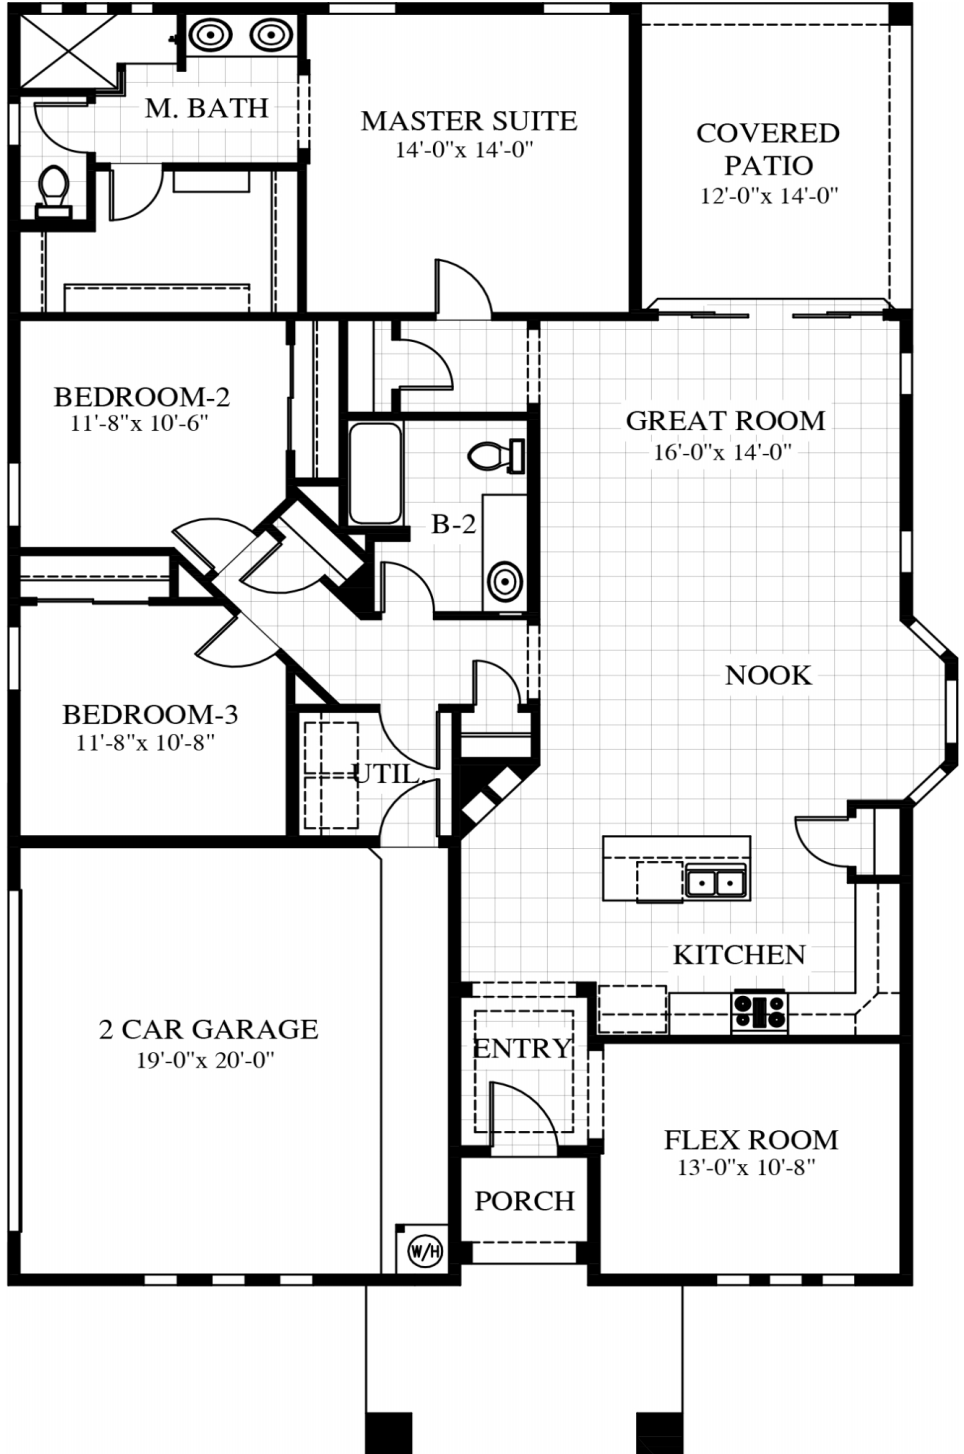 M. BATH
MASTER SUITE
14'-0"x 14'-0"
COVERED
PATIO
12'-0"x 14'-0"
BEDROOM-2
11'-8"x 10'-6"
GREAT ROOM
16'-0"x 14'-0"
B-2
NOOK
BEDROOM-3
11'-8"x 10'-8"
UTIL.
KITCHEN
2 CAR GARAGE
19'-0"x 20'-0"
ENTRY
FLEX ROOM
13'-0"x 10'-8"
PORCH
W/H